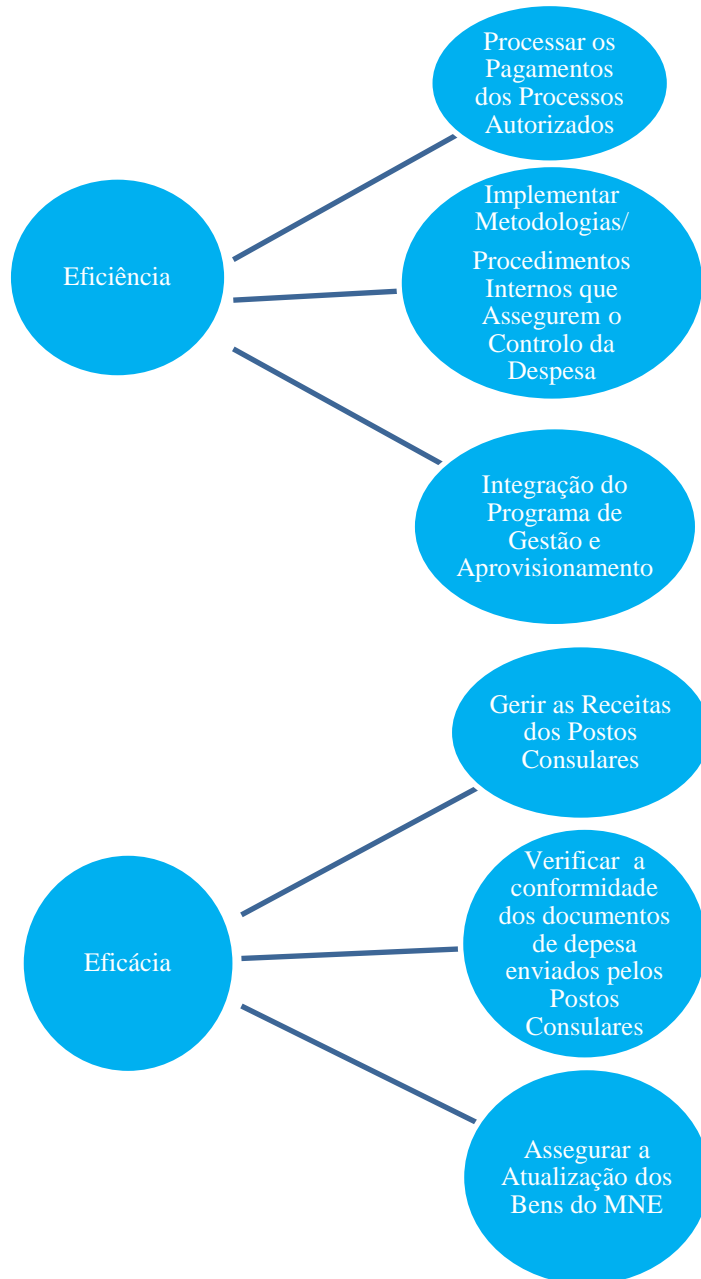 Processar os
Pagamentos
dos Processos
Autorizados
Eficiência
Implementar
Metodologias/
Procedimentos
Internos que
Assegurem o
Controlo da
Despesa
Integração do
Programa de
Gestão e
Aprovisionamento
Gerir as Receitas
dos Postos
Consulares
Eficácia
Verificar a
conformidade
dos documentos
de depesa
enviados pelos
Postos
Consulares
Assegurar a
Atualização dos
Bens do MNE